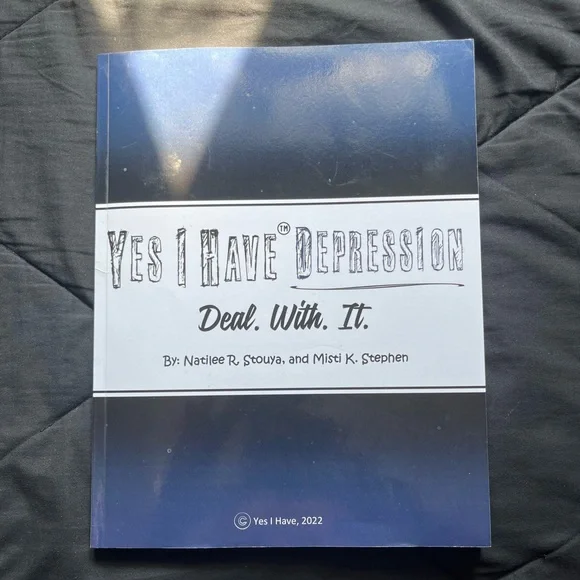 Yes I Have™ Depression
Deal. With. It.
By: Natilee R. Stouya, and Misti K. Stephen
© Yes I Have, 2022